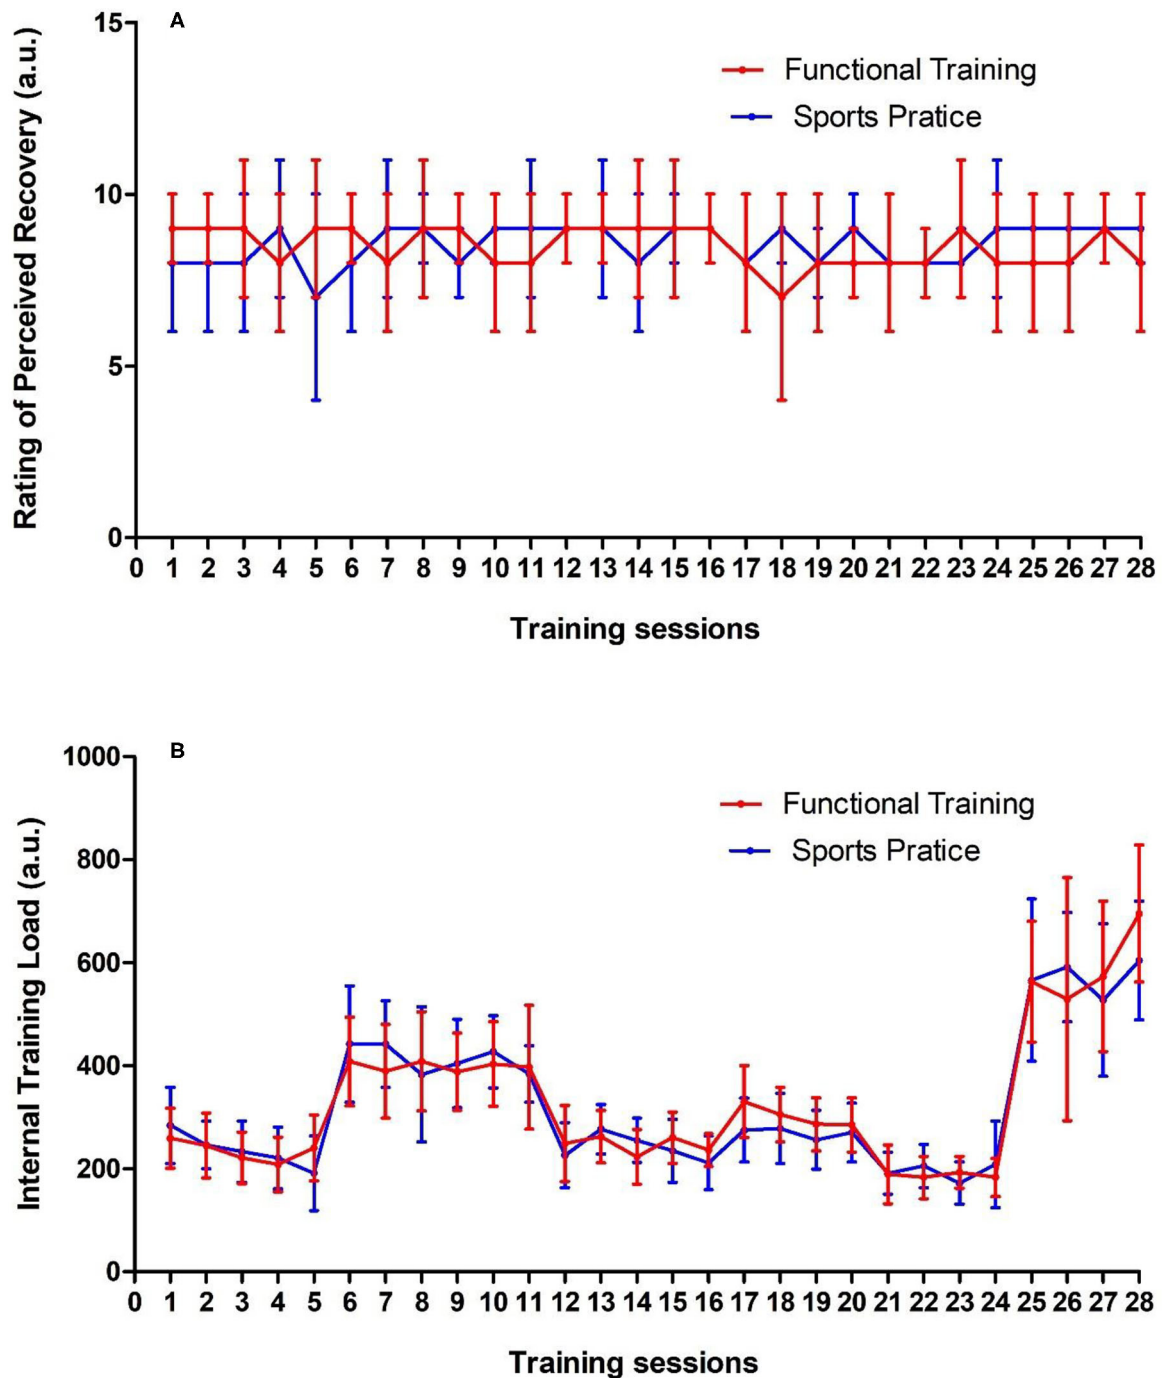 A
Rating of Perceived Recovery (a.u.)
15
10
5
0
Functional Training
Sports Pratice
0 1 2 3 4 5 6 7 8 9 10 11 12 13 14 15 16 17 18 19 20 21 22 23 24 25 26 27 28
Training sessions
B
Internal Training Load (a.u.)
1000
800
600
400
200
0
Functional Training
Sports Pratice
0 1 2 3 4 5 6 7 8 9 10 11 12 13 14 15 16 17 18 19 20 21 22 23 24 25 26 27 28
Training sessions